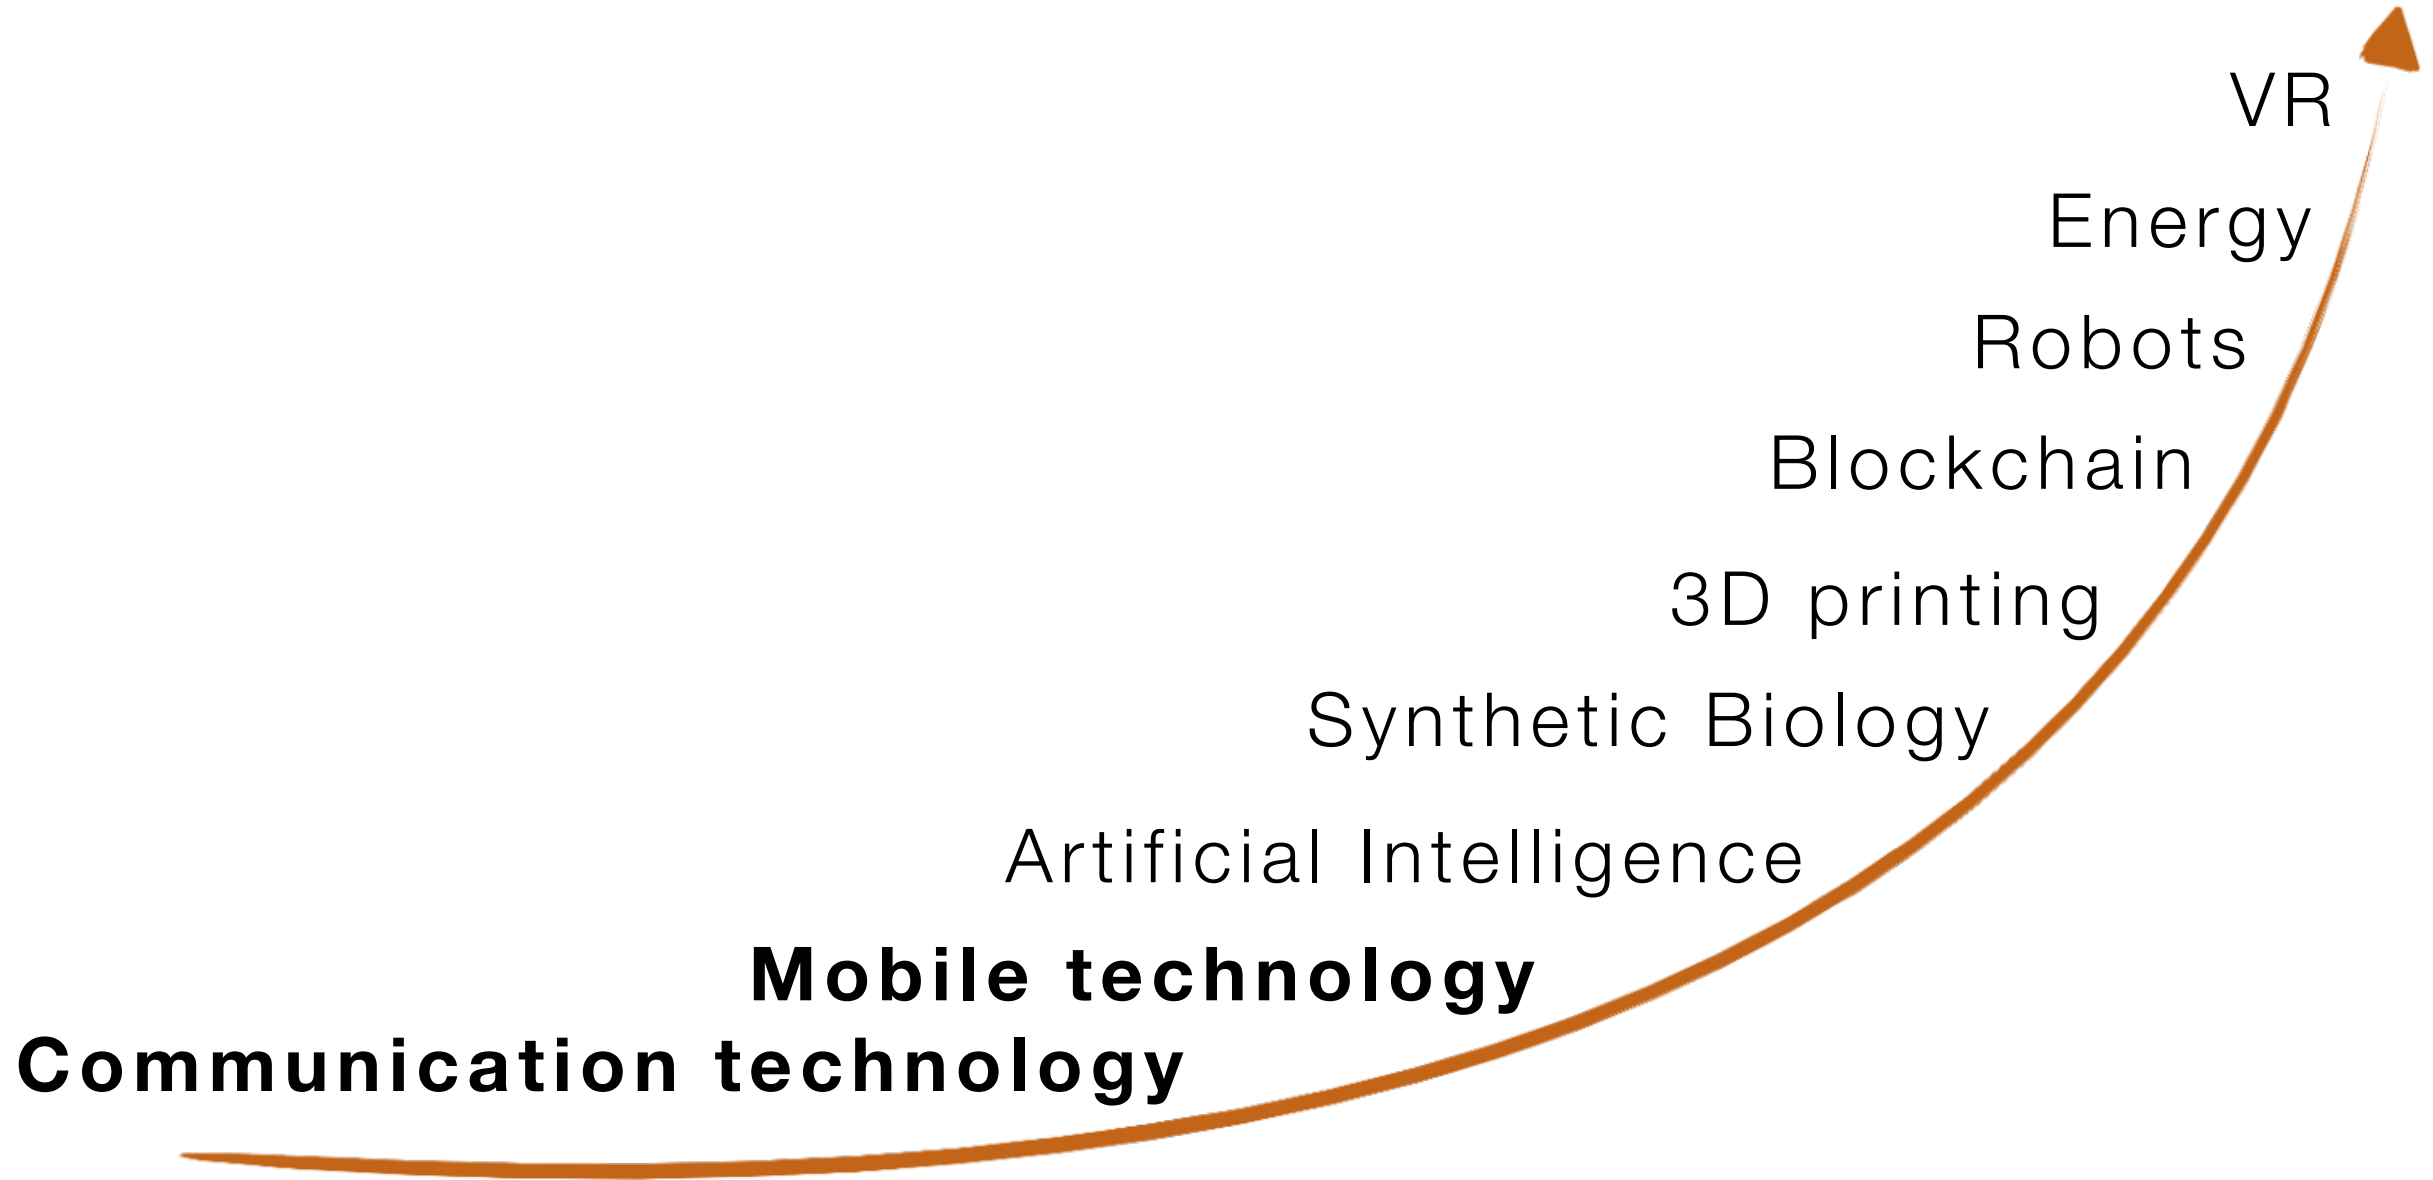 VR
Energy
Robots
Blockchain
3D printing
Synthetic Biology
Artificial Intelligence
Mobile technology
Communication technology